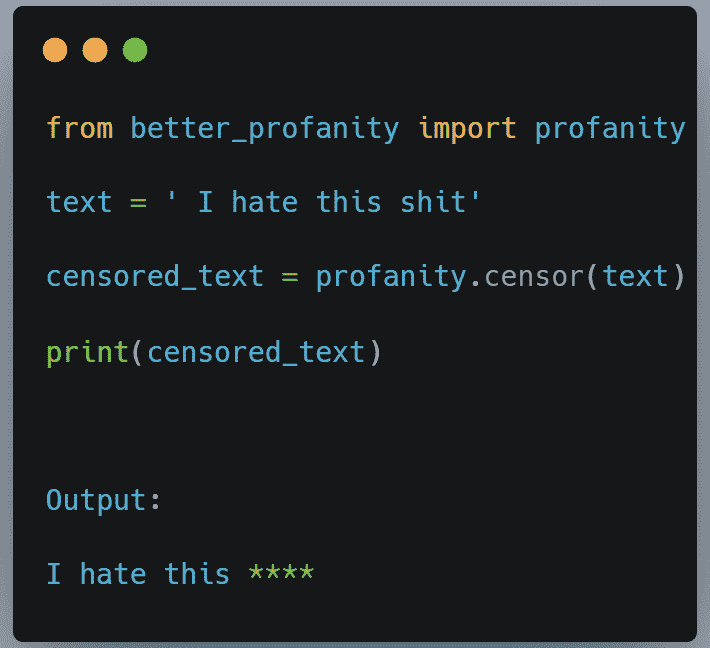 from better_profanity import profanity
text = ' I hate this shit'
censored_text = profanity.censor(text)
print(censored_text)
Output:
I hate this ****